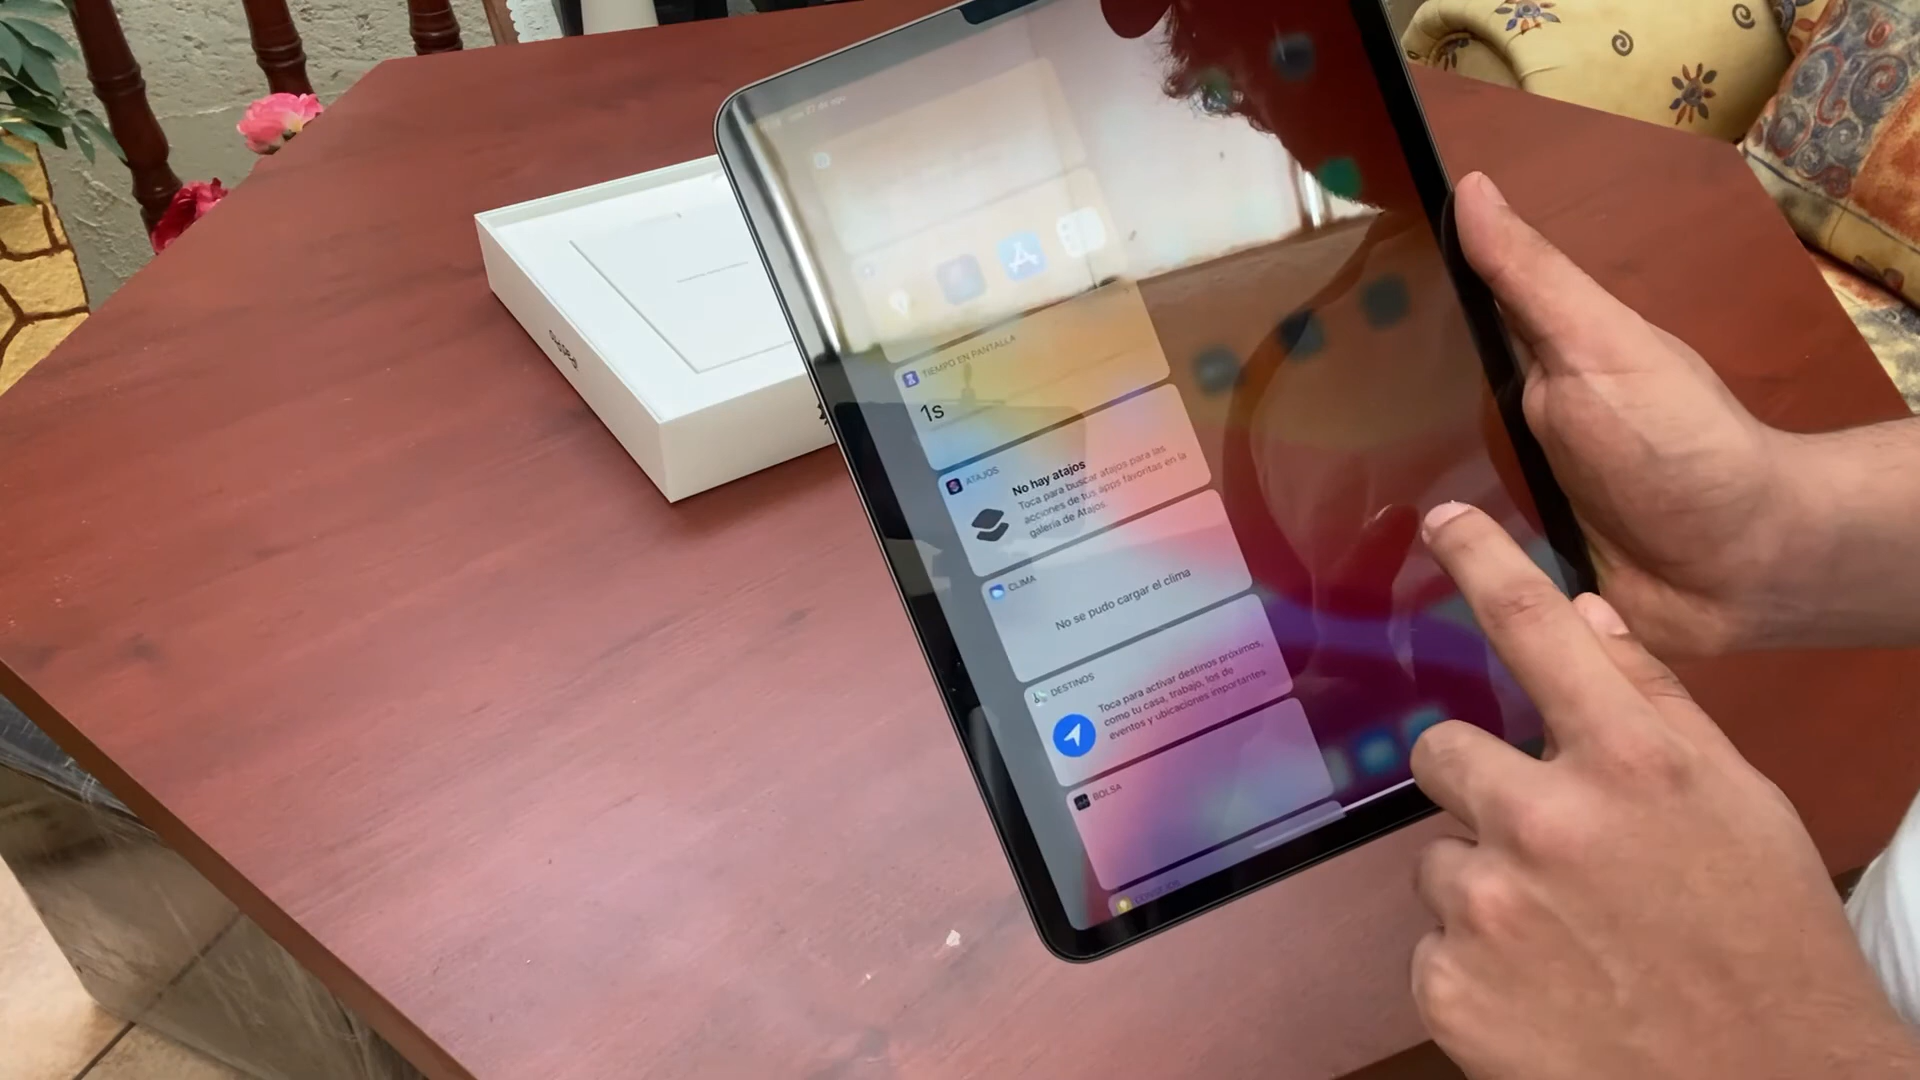 TIEMPO EN PANTALLA
1s
ATAJOS
No hay atajos
Toca para buscar atajos para las
acciones de tus apps favoritas en la
galería de Atajos.
CLIMA
No se pudo cargar el clima
DESTINOS
Toca para activar destinos próximos,
como tu casa, trabajo, los de
eventos y ubicaciones importantes
BOLSA
CONSEJOS